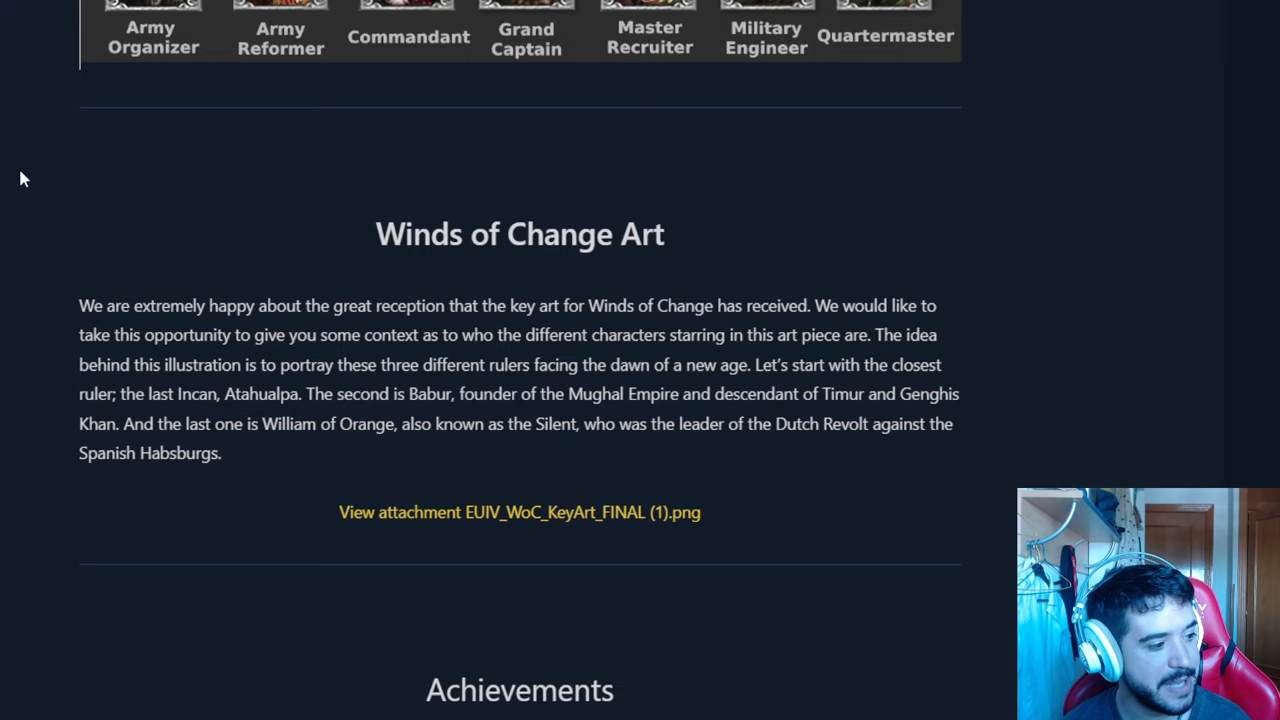 Army Organizer
Army Reformer
Commandant
Grand Captain
Master Recruiter
Military Engineer
Quartermaster
Winds of Change Art
We are extremely happy about the great reception that the key art for Winds of Change has received. We would like to
take this opportunity to give you some context as to who the different characters starring in this art piece are. The idea
behind this illustration is to portray these three different rulers facing the dawn of a new age. Let's start with the closest
ruler; the last Incan, Atahualpa. The second is Babur, founder of the Mughal Empire and descendant of Timur and Genghis
Khan. And the last one is William of Orange, also known as the Silent, who was the leader of the Dutch Revolt against the
Spanish Habsburgs.
View attachment EUIV_WoC_KeyArt_FINAL (1).png
Achievements